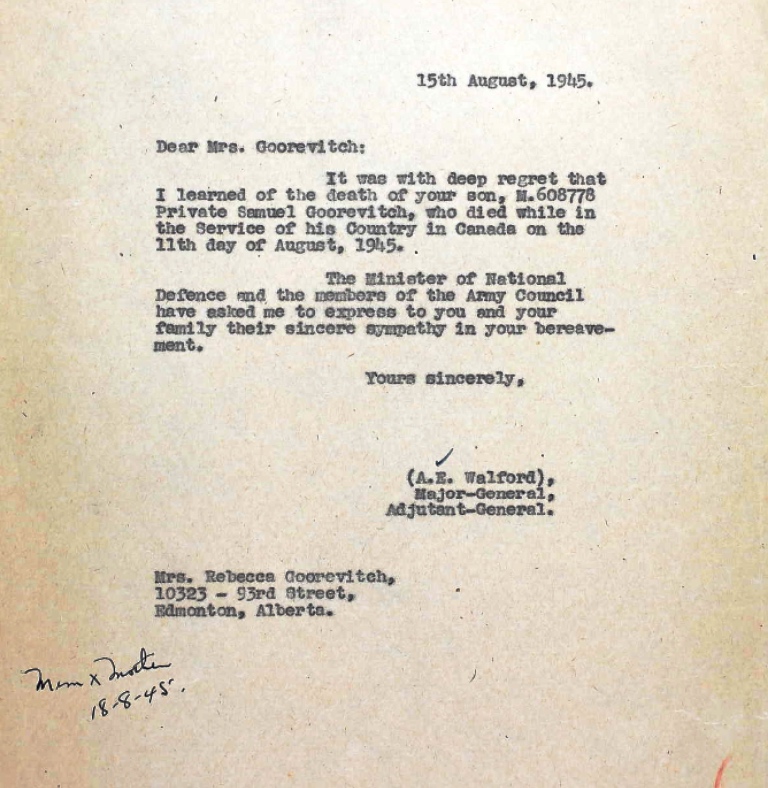 15th August, 1945.
Dear Mrs. Goorevitch:
It was with deep regret that
I learned of the death of your son, M.608778
Private Samuel Goorevitch, who died while in
the Service of his Country in Canada on the
11th day of August, 1945.
The Minister of National
Defence and the members of the Army Council
have asked me to express to you and your
family their sincere sympathy in your bereave-
ment.
Yours sincerely,
(A.E. Walford),
Major-General,
Adjutant-General.
Mrs. Rebecca Goorevitch,
10323 - 93rd Street,
Edmonton, Alberta.
Mem x Mother
18-8-45.